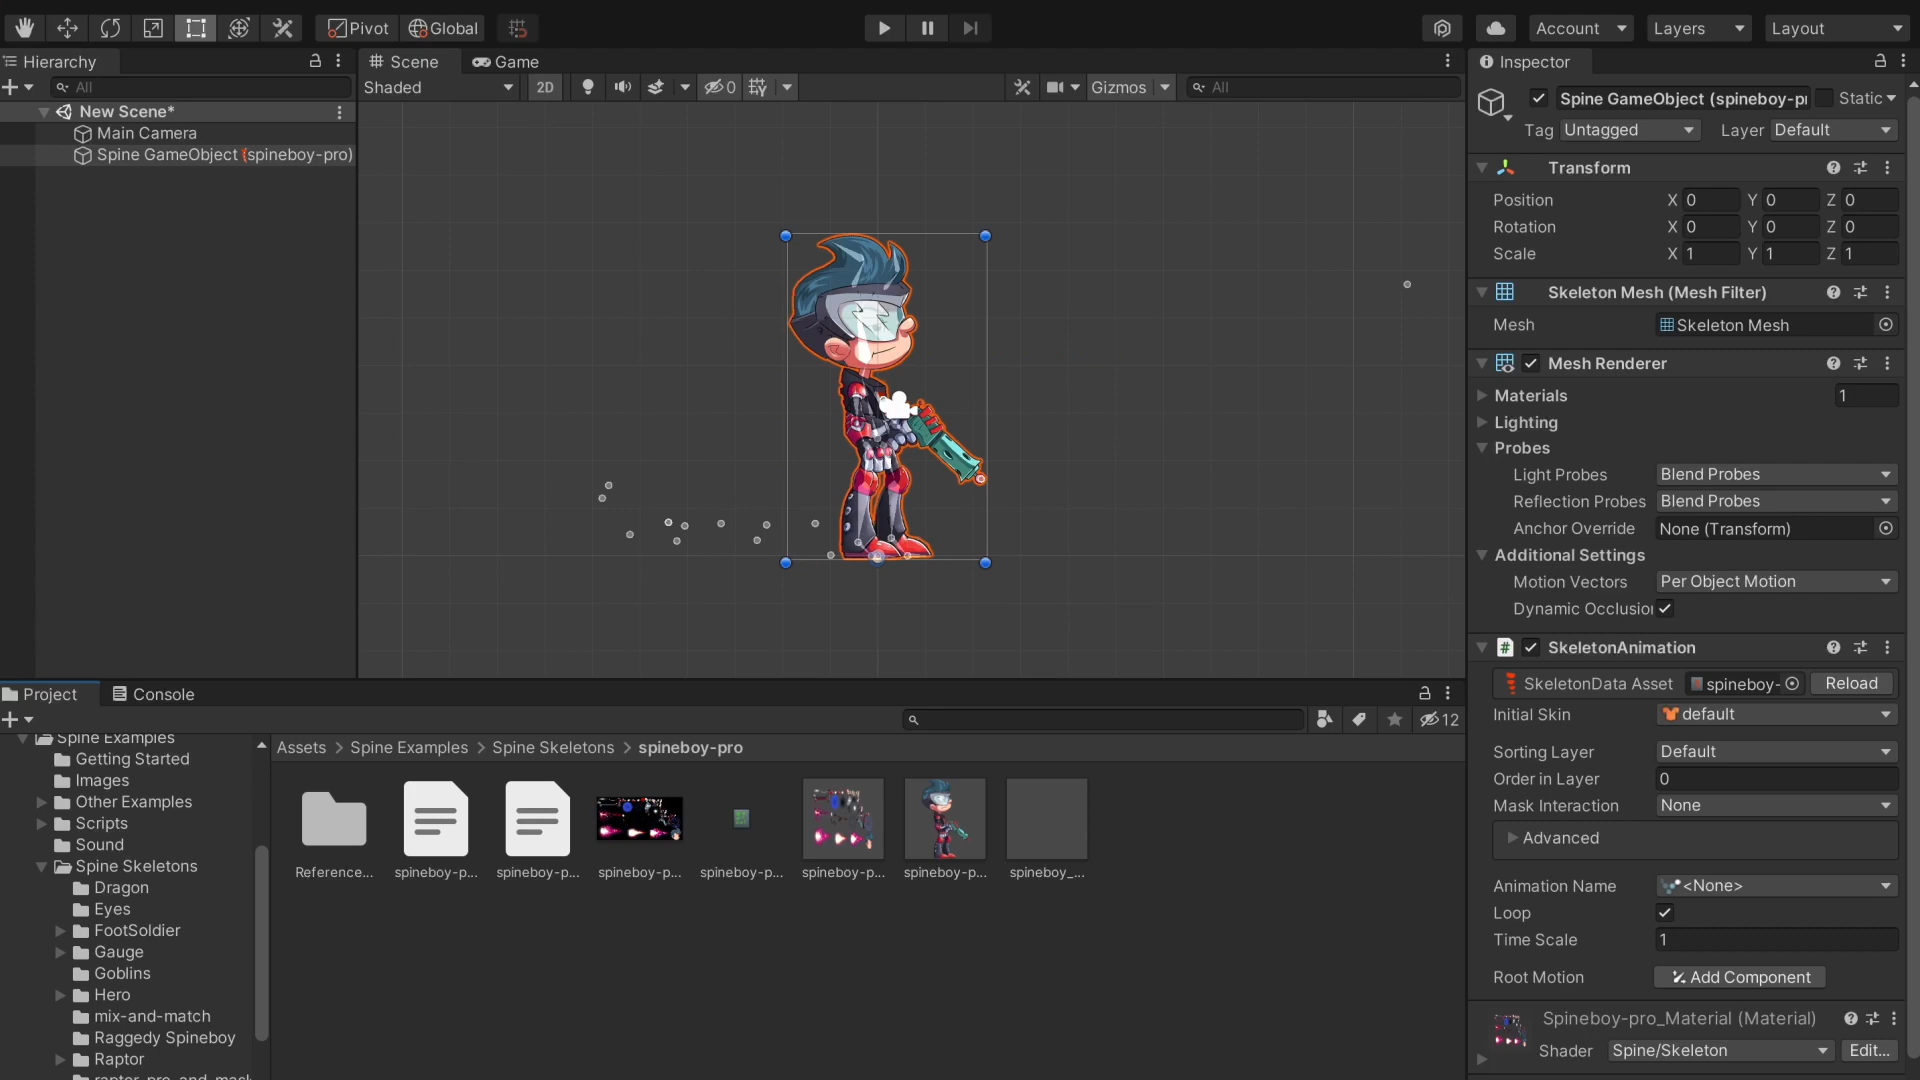 Pivot Global Account Layers Layout
Hierarchy
All
New Scene*
Main Camera
Spine GameObject (spineboy-pro)
Scene Game
Shaded 2D 0 Gizmos All
Inspector
Spine GameObject (spineboy-p Static
Tag Untagged Layer Default
Transform
Position X 0 Y 0 Z 0
Rotation X 0 Y 0 Z 0
Scale X 1 Y 1 Z 1
Skeleton Mesh (Mesh Filter)
Mesh Skeleton Mesh
Mesh Renderer
Materials 1
Lighting
Probes
Light Probes Blend Probes
Reflection Probes Blend Probes
Anchor Override None (Transform)
Additional Settings
Motion Vectors Per Object Motion
Dynamic Occlusio
# SkeletonAnimation
SkeletonData Asset spineboy- Reload
Initial Skin default
Sorting Layer Default
Order in Layer 0
Mask Interaction None
Advanced
Animation Name <None>
Loop
Time Scale 1
Root Motion Add Component
Spineboy-pro_Material (Material)
Shader Spine/Skeleton Edit...
Project Console
12
Spine Examples
Getting Started
Images
Other Examples
Scripts
Sound
Spine Skeletons
Dragon
Eyes
FootSoldier
Gauge
Goblins
Hero
mix-and-match
Raggedy Spineboy
Raptor
Assets > Spine Examples > Spine Skeletons > spineboy-pro
Reference... spineboy-p... spineboy-p... spineboy-p... spineboy-p... spineboy-p... spineboy-p... spineboy_...